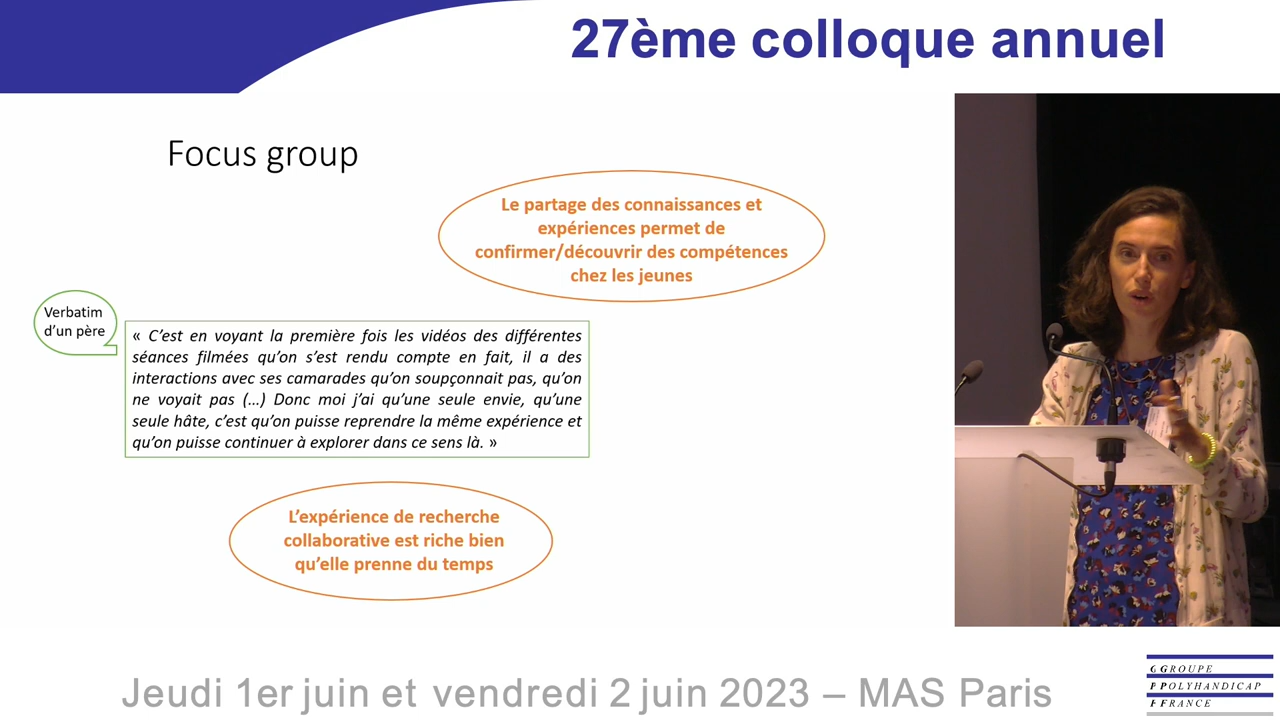 27ème colloque annuel
Focus group
Le partage des connaissances et
expériences permet de
confirmer/découvrir des compétences
chez les jeunes
Verbatim
d'un père
« C'est en voyant la première fois les vidéos des différentes
séances filmées qu'on s'est rendu compte en fait, il a des
interactions avec ses camarades qu'on soupçonnait pas, qu'on
ne voyait pas (...) Donc moi j'ai qu'une seule envie, qu'une
seule hâte, c'est qu'on puisse reprendre la même expérience et
qu'on puisse continuer à explorer dans ce sens là. »
L'expérience de recherche
collaborative est riche bien
qu'elle prenne du temps
Jeudi 1er juin et vendredi 2 juin 2023 – MAS Paris
G GROUPE
P POLYHANDICAP
F FRANCE